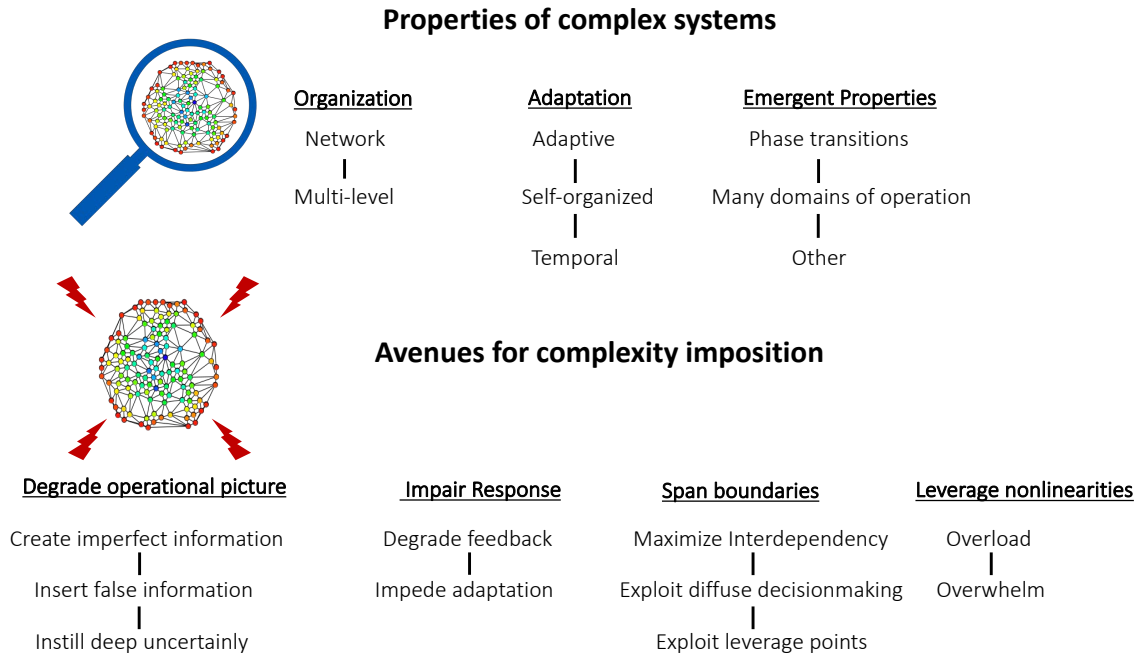 Properties of complex systems
Organization
Network
Multi-level
Adaptation
Adaptive
Self-organized
Temporal
Emergent Properties
Phase transitions
Many domains of operation
Other
Avenues for complexity imposition
Degrade operational picture
Create imperfect information
Insert false information
Instill deep uncertainly
Impair Response
Degrade feedback
Impede adaptation
Span boundaries
Maximize Interdependency
Exploit diffuse decisionmaking
Exploit leverage points
Leverage nonlinearities
Overload
Overwhelm